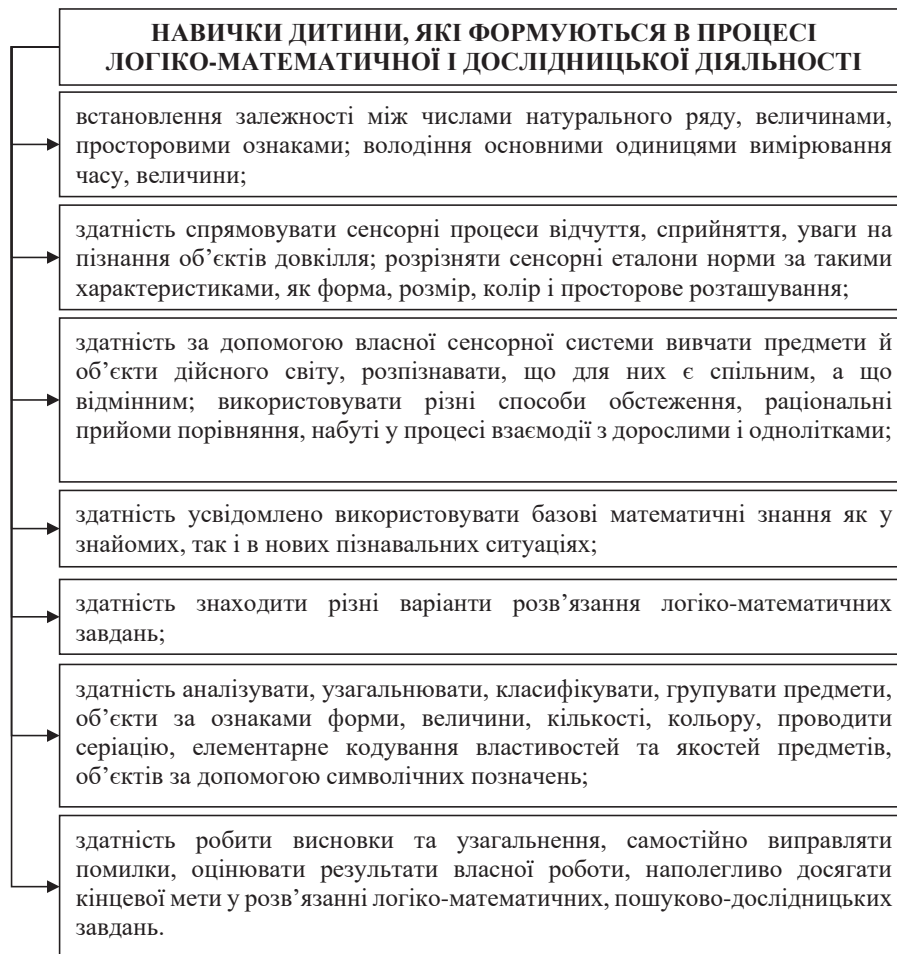 НАВИЧКИ ДИТИНИ, ЯКІ ФОРМУЮТЬСЯ В ПРОЦЕСІ
ЛОГІКО-МАТЕМАТИЧНОЇ І ДОСЛІДНИЦЬКОЇ ДІЯЛЬНОСТІ
встановлення залежності між числами натурального ряду, величинами,
просторовими ознаками; володіння основними одиницями вимірювання
часу, величини;
здатність спрямовувати сенсорні процеси відчуття, сприйняття, уваги на
пізнання об’єктів довкілля; розрізняти сенсорні еталони норми за такими
характеристиками, як форма, розмір, колір і просторове розташування;
здатність за допомогою власної сенсорної системи вивчати предмети й
об’єкти дійсного світу, розпізнавати, що для них є спільним, а що
відмінним; використовувати різні способи обстеження, раціональні
прийоми порівняння, набуті у процесі взаємодії з дорослими і однолітками;
здатність усвідомлено використовувати базові математичні знання як у
знайомих, так і в нових пізнавальних ситуаціях;
здатність знаходити різні варіанти розв’язання логіко-математичних
завдань;
здатність аналізувати, узагальнювати, класифікувати, групувати предмети,
об’єкти за ознаками форми, величини, кількості, кольору, проводити
серіацію, елементарне кодування властивостей та якостей предметів,
об’єктів за допомогою символічних позначень;
здатність робити висновки та узагальнення, самостійно виправляти
помилки, оцінювати результати власної роботи, наполегливо досягати
кінцевої мети у розв’язанні логіко-математичних, пошуково-дослідницьких
завдань.